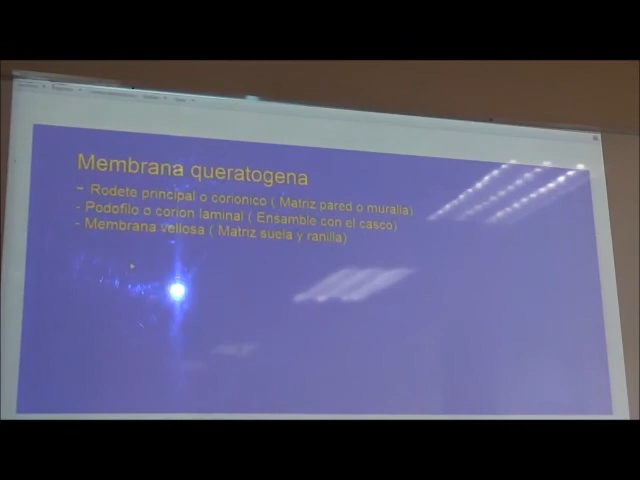 Membrana queratogena
- Rodete principal o corionico ( Matriz pared o muralla)
- Podofilo o corion laminal ( Ensamble con el casco)
- Membrana vellosa ( Matriz suela y ranilla)